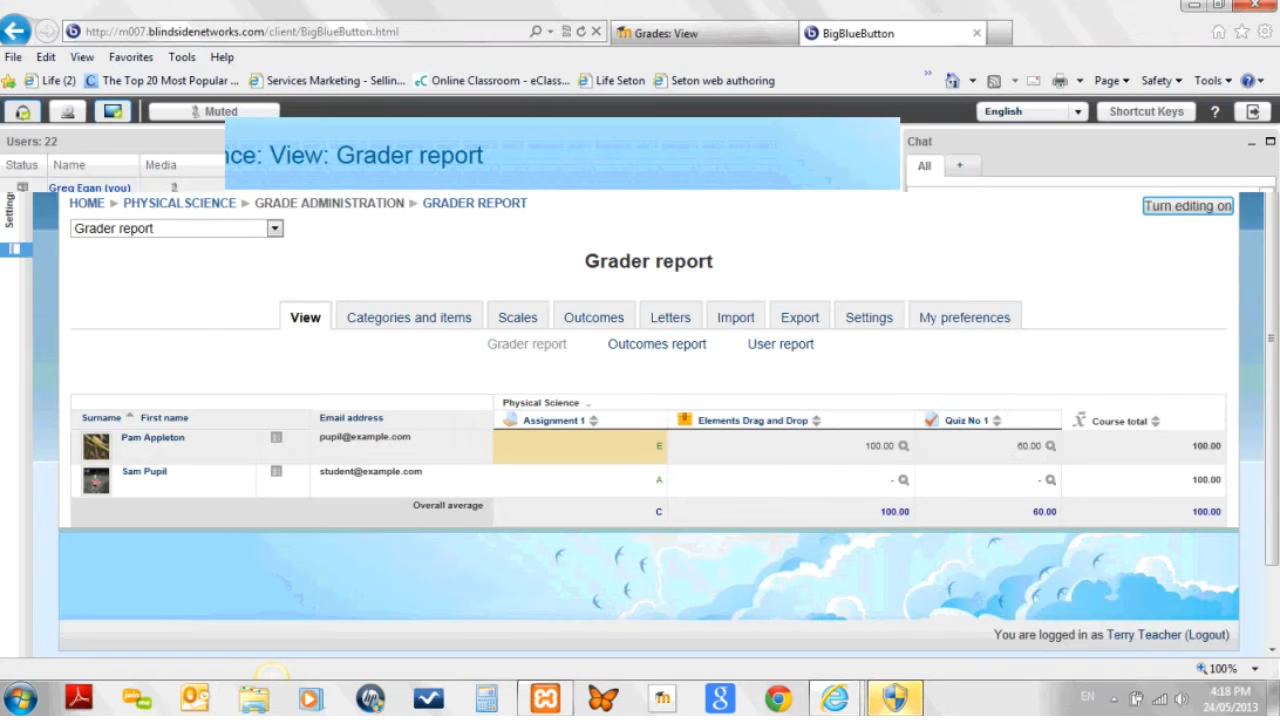 http://m007.blindsidenetworks.com/client/BigBlueButton.html
Grades: View
BigBlueButton
File Edit View Favorites Tools Help
Life (2) The Top 20 Most Popular ... Services Marketing - Sellin... Online Classroom - eClass... Life Seton Seton web authoring
Page Safety Tools
Muted
English
Shortcut Keys
?
Users: 22
Chat
Status Name Media
All +
nce: View: Grader report
Greg Egan (you)
Settings
HOME ► PHYSICAL SCIENCE ► GRADE ADMINISTRATION ► GRADER REPORT
Turn editing on
Grader report
Grader report
View Categories and items Scales Outcomes Letters Import Export Settings My preferences
Grader report Outcomes report User report
Physical Science
Surname First name Email address Assignment 1 Elements Drag and Drop Quiz No 1 Course total
Pam Appleton pupil@example.com E 100.00 60.00 100.00
Sam Pupil student@example.com A - - 100.00
Overall average C 100.00 60.00 100.00
You are logged in as Terry Teacher (Logout)
100%
EN
4:18 PM
24/05/2013